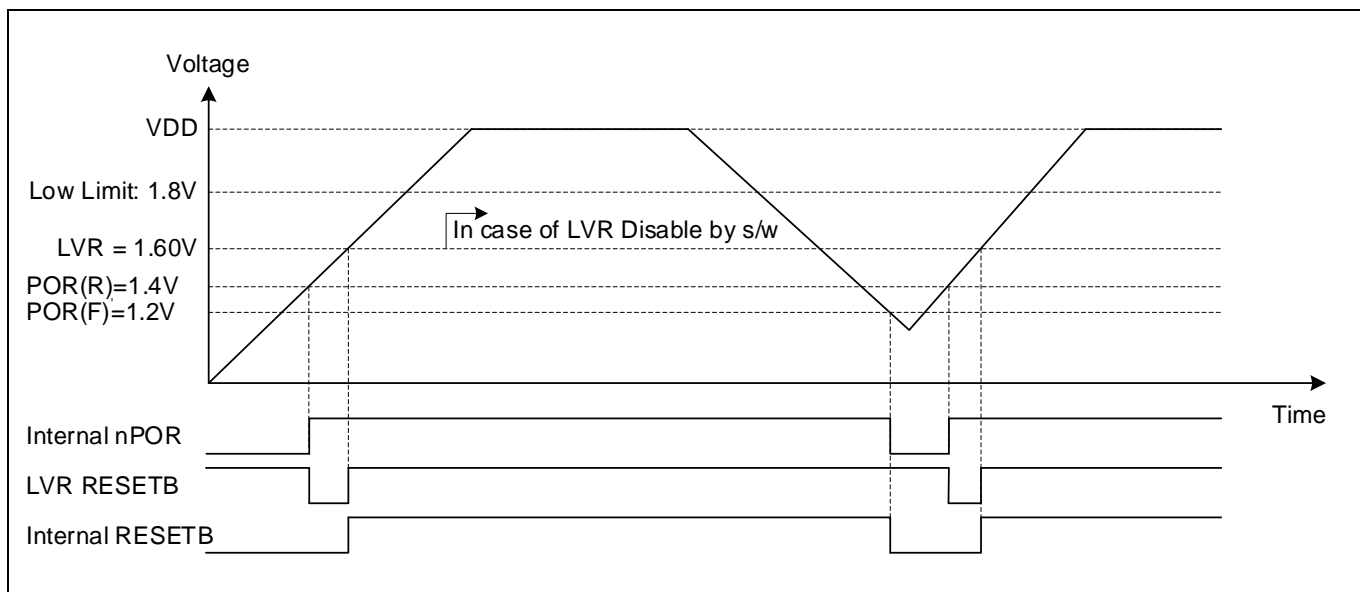 Voltage
VDD
Low Limit: 1.8V
In case of LVR Disable by s/w
LVR = 1.60V
POR(R)=1.4V
POR(F)=1.2V
Time
Internal nPOR
LVR RESETB
Internal RESETB